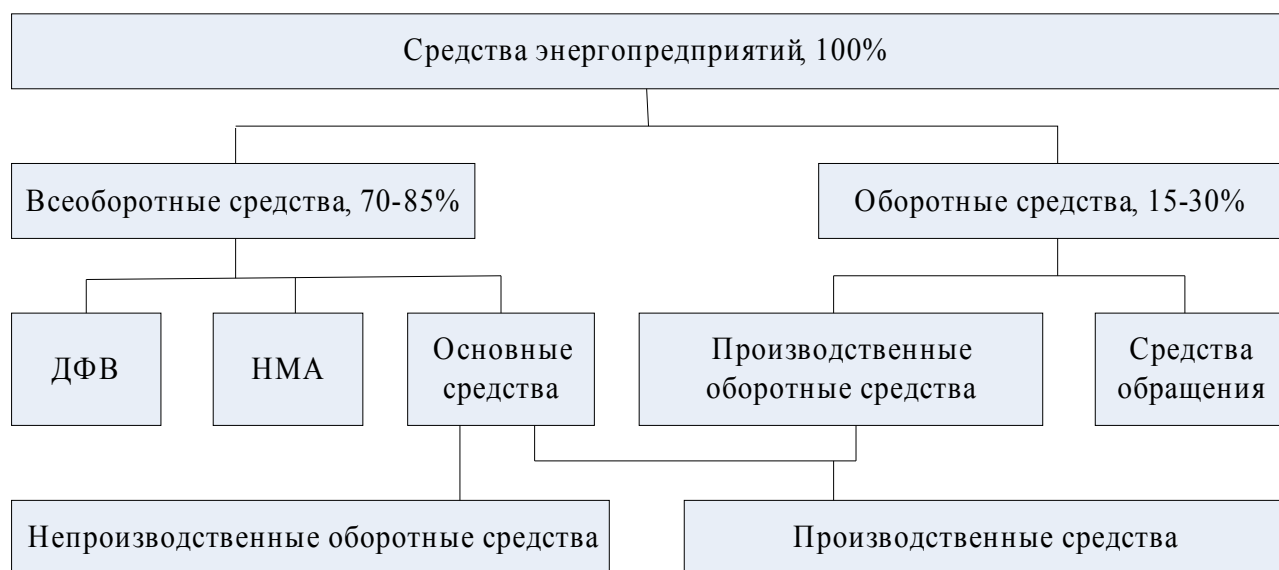 Средства энергопредприятий, 100%
Всеоборотные средства, 70-85%
Оборотные средства, 15-30%
ДФВ
НМА
Основные
средства
Производственные
оборотные средства
Средства
обращения
Непроизводственные оборотные средства
Производственные средства